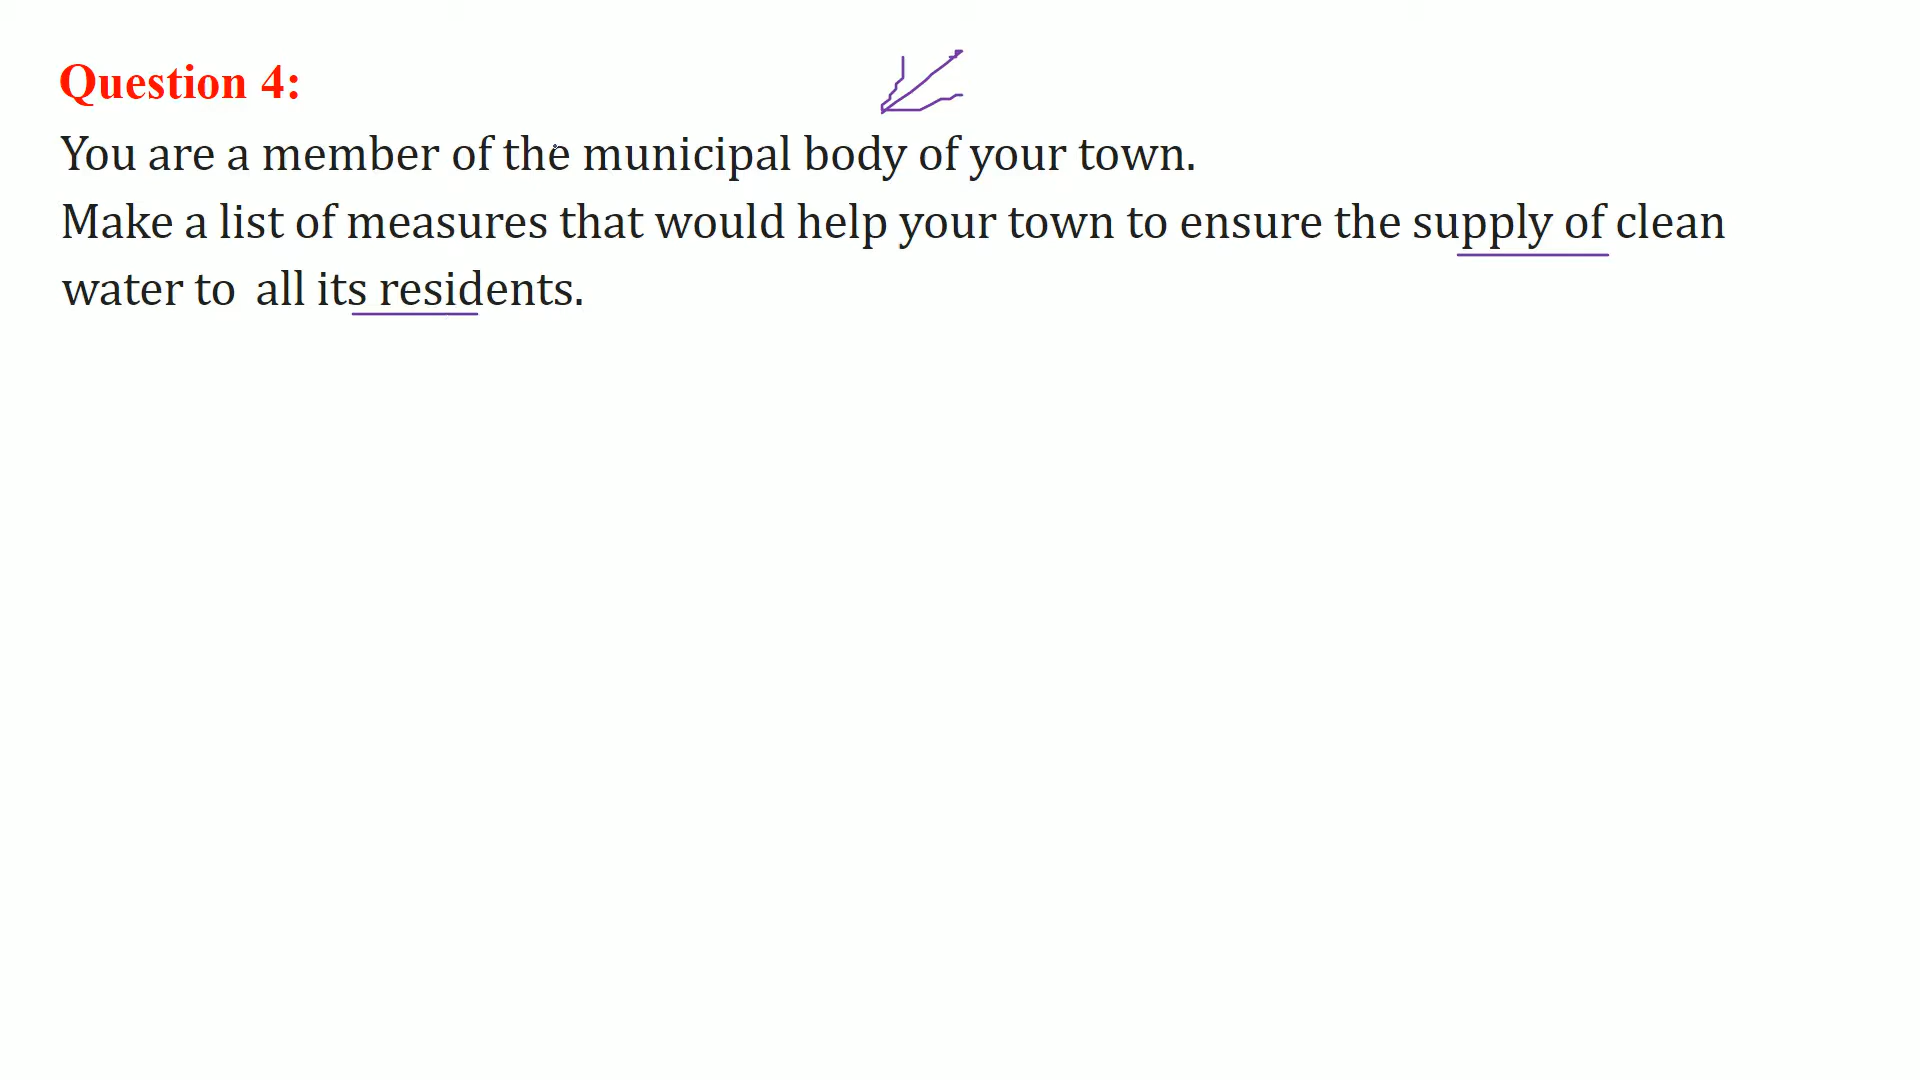 Question 4:
You are a member of the municipal body of your town.
Make a list of measures that would help your town to ensure the supply of clean
water to all its residents.